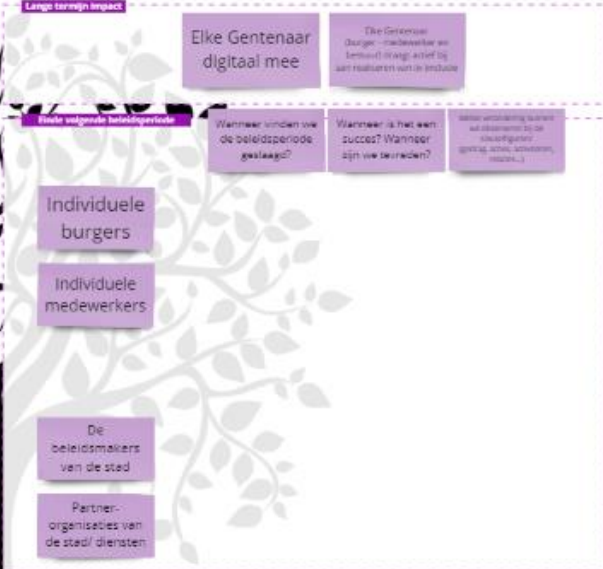 Lange termijn impact
Elke Gentenaar
digitaal mee
Elke Gentenaar
(burger - medewerker en
bestuur) draagt actief bij
aan realiseren van in inclusie
Einde volgende beleidsperiode
Wanneer vinden we
de beleidsperiode
geslaagd?
Wanneer is het een
succes? Wanneer
zijn we tevreden?
Individuele
burgers
Individuele
medewerkers
De
beleidsmakers
van de stad
Partner-
organisaties van
de stad/ diensten